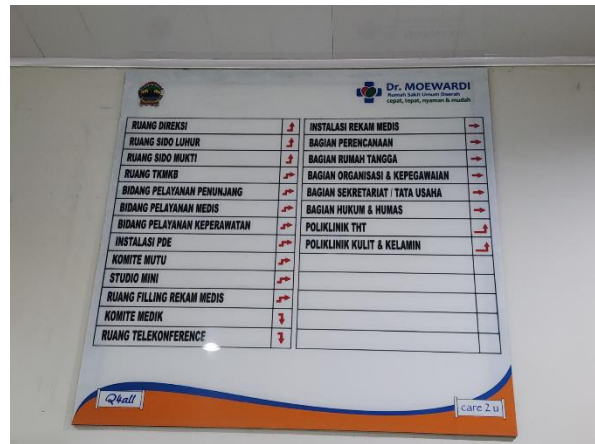 Dr. MOEWARDI
Rumah Sakit Umum Daerah
cepat, tepat, nyaman & mudah
RUANG DIREKSI
RUANG SIDO LUHUR
RUANG SIDO MUKTI
RUANG TKMKB
BIDANG PELAYANAN PENUNJANG
BIDANG PELAYANAN MEDIS
BIDANG PELAYANAN KEPERAWATAN
INSTALASI PDE
KOMITE MUTU
STUDIO MINI
RUANG FILLING REKAM MEDIS
KOMITE MEDIK
RUANG TELEKONFERENCE
INSTALASI REKAM MEDIS
BAGIAN PERENCANAAN
BAGIAN RUMAH TANGGA
BAGIAN ORGANISASI & KEPEGAWAIAN
BAGIAN SEKRETARIAT / TATA USAHA
BAGIAN HUKUM & HUMAS
POLIKLINIK THT
POLIKLINIK KULIT & KELAMIN
Q4all
care 2 u